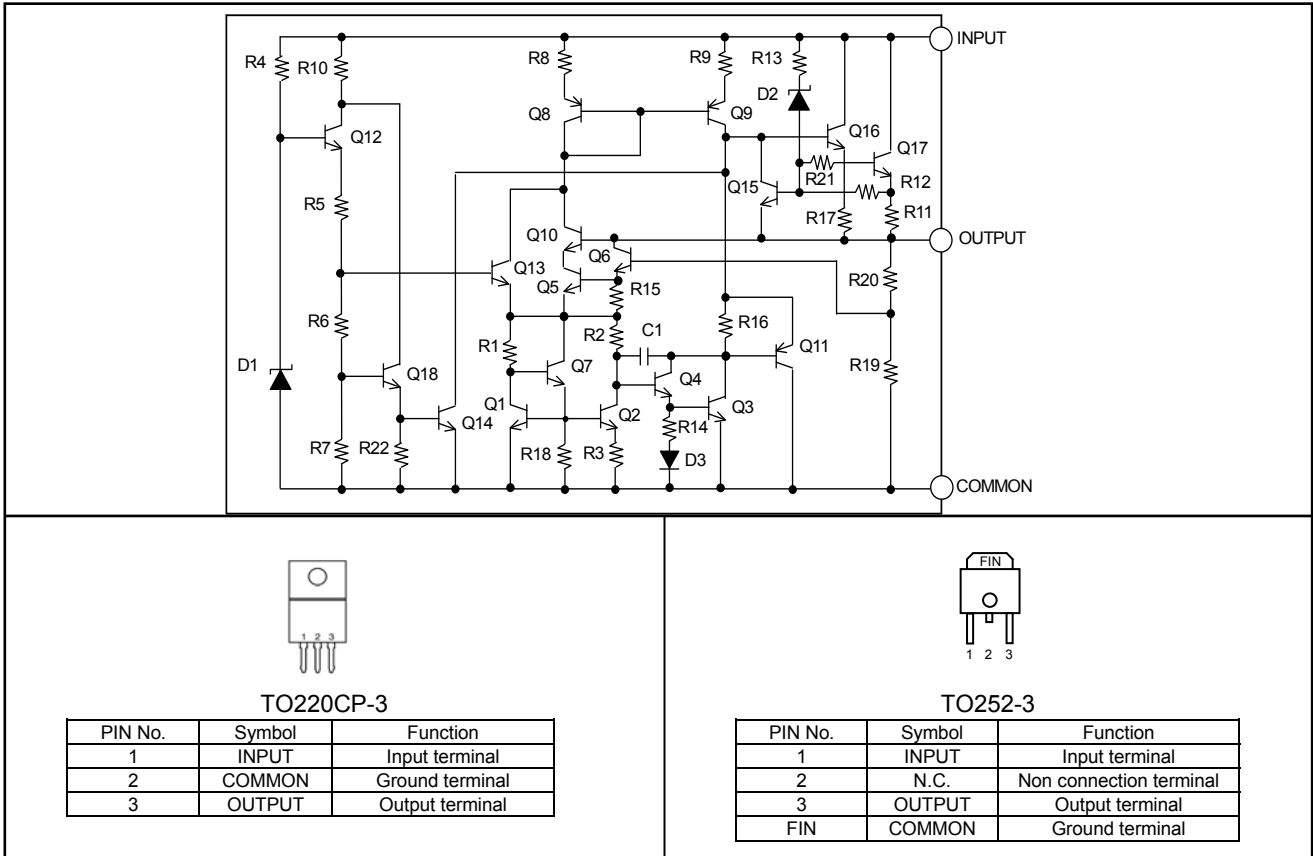 INPUT
R4
R10
R8
R9
R13
D2
Q8
Q9
Q12
Q16
Q17
R21
R12
Q15
R5
R17
R11
Q10
OUTPUT
Q6
Q13
Q5
R15
R20
R6
R2
C1
R16
R1
Q11
D1
Q7
R19
Q18
Q4
Q1
Q2
Q3
Q14
R14
R7
R22
R18
R3
D3
COMMON
1 2 3
TO220CP-3
PIN No. Symbol Function
1 INPUT Input terminal
2 COMMON Ground terminal
3 OUTPUT Output terminal
FIN
1 2 3
TO252-3
PIN No. Symbol Function
1 INPUT Input terminal
2 N.C. Non connection terminal
3 OUTPUT Output terminal
FIN COMMON Ground terminal